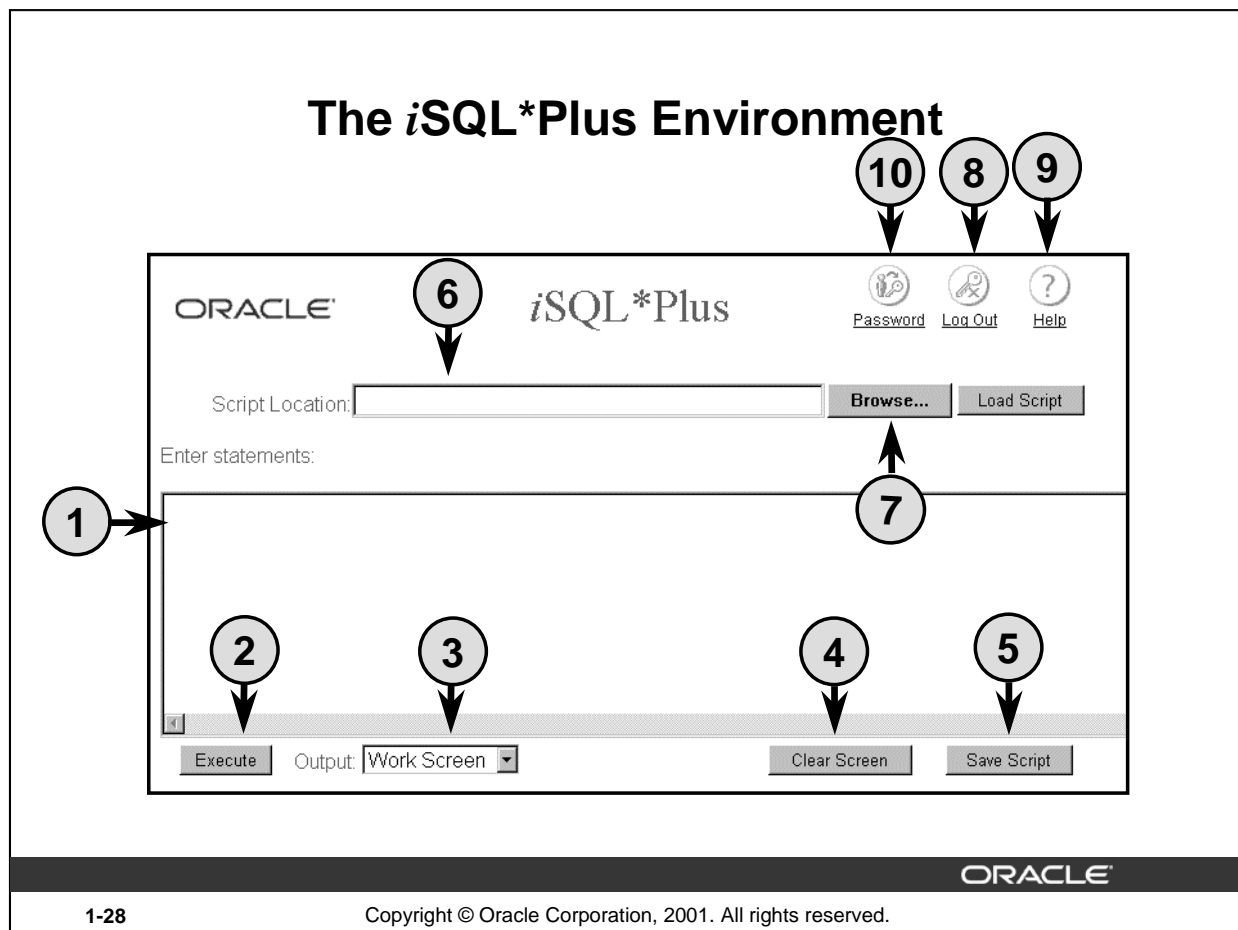 The iSQL*Plus Environment
10 8 9
6
ORACLE iSQL*Plus
Password Log Out Help
Script Location: Browse... Load Script
Enter statements:
7
1
2 3 4 5
Execute Output: Work Screen Clear Screen Save Script
ORACLE
1-28 Copyright © Oracle Corporation, 2001. All rights reserved.